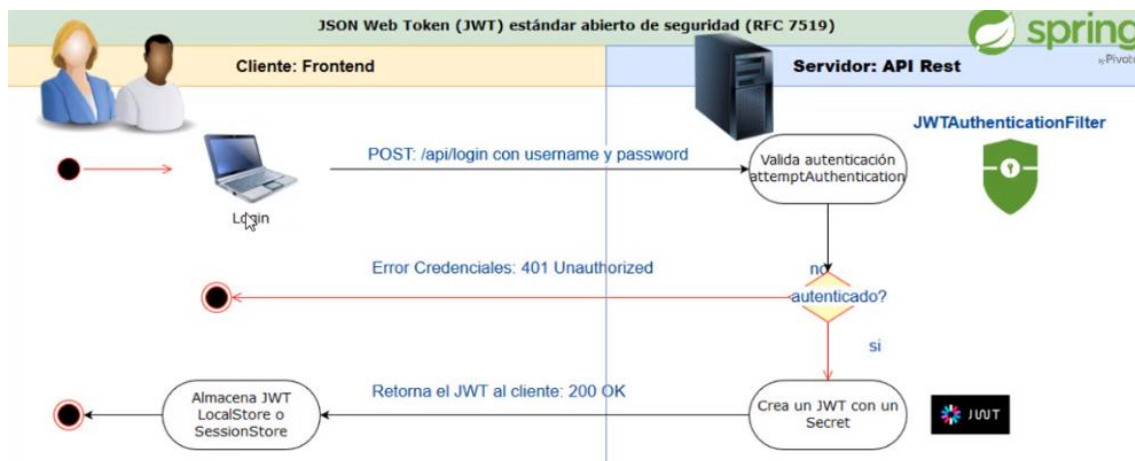 JSON Web Token (JWT) estándar abierto de seguridad (RFC 7519)
spring
by Pivot
Cliente: Frontend
Servidor: API Rest
JWTAuthenticationFilter
POST: /api/login con username y password
Valida autenticación
attemptAuthentication
Login
Error Credenciales: 401 Unauthorized
no
autenticado?
si
Retorna el JWT al cliente: 200 OK
Almacena JWT
LocalStore o
SessionStore
Crea un JWT con un
Secret
JWT